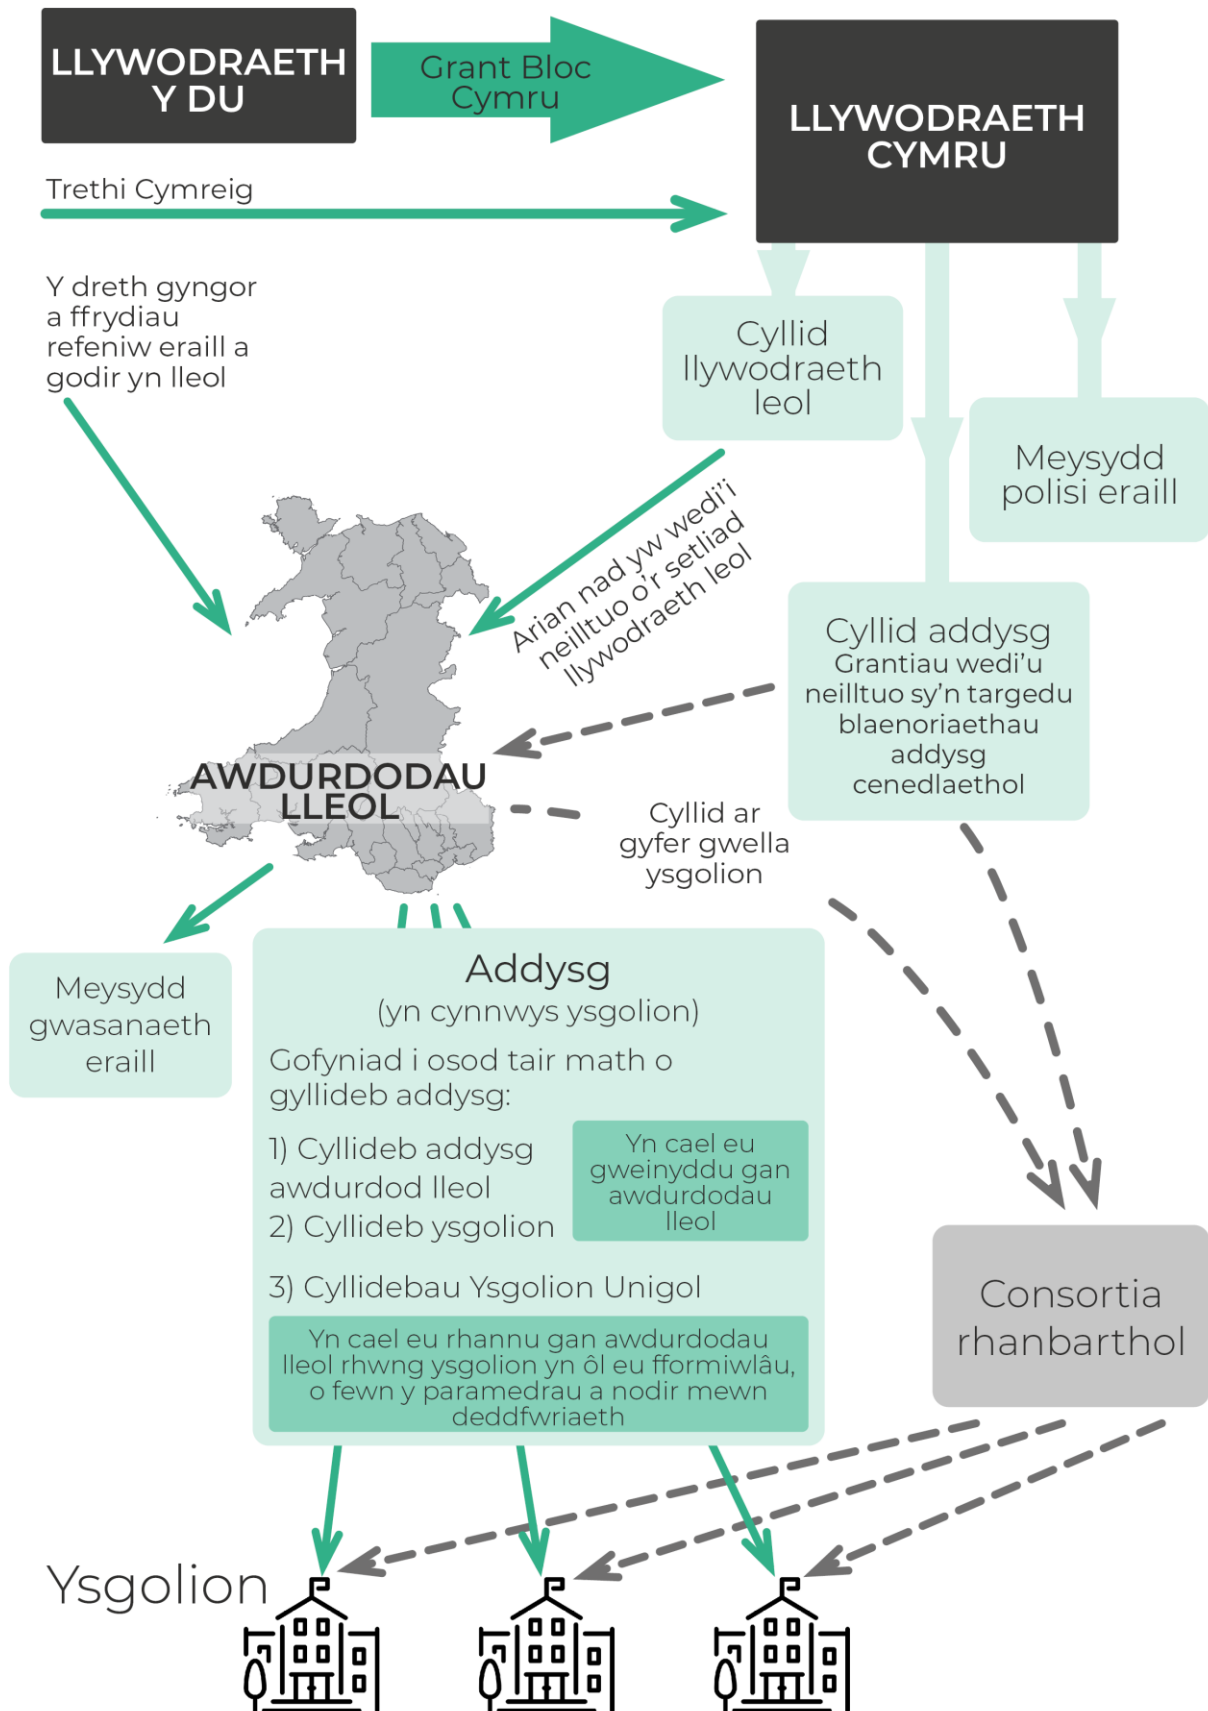 LLYWODRAETH
Y DU
Grant Bloc
Cymru
LLYWODRAETH
CYMRU
Trethi Cymreig
Y dreth gyngor
a ffrydiau
refeniw eraill a
godir yn lleol
Cyllid
llywodraeth
leol
Meysydd
polisi eraill
Arian nad yw wedi'i
neilltuo o'r setliad
llywodraeth leol
Cyllid addysg
Grantiau wedi'u
neilltuo sy'n targedu
blaenoriaethau
addysg
cenedlaethol
AWDURDODAU
LLEOL
Cyllid ar
gyfer gwella
ysgolion
Meysydd
gwasanaeth
eraill
Addysg
(yn cynnwys ysgolion)
Gofyniad i osod tair math o
gyllideb addysg:
1) Cyllideb addysg
awdurdod lleol
2) Cyllideb ysgolion
Yn cael eu
gweinyddu gan
awdurdodau
lleol
3) Cyllidebau Ysgolion Unigol
Yn cael eu rhannu gan awdurdodau
lleol rhwng ysgolion yn ôl eu fformiwlâu,
o fewn y paramedrau a nodir mewn
deddfwriaeth
Consortia
rhanbarthol
Ysgolion